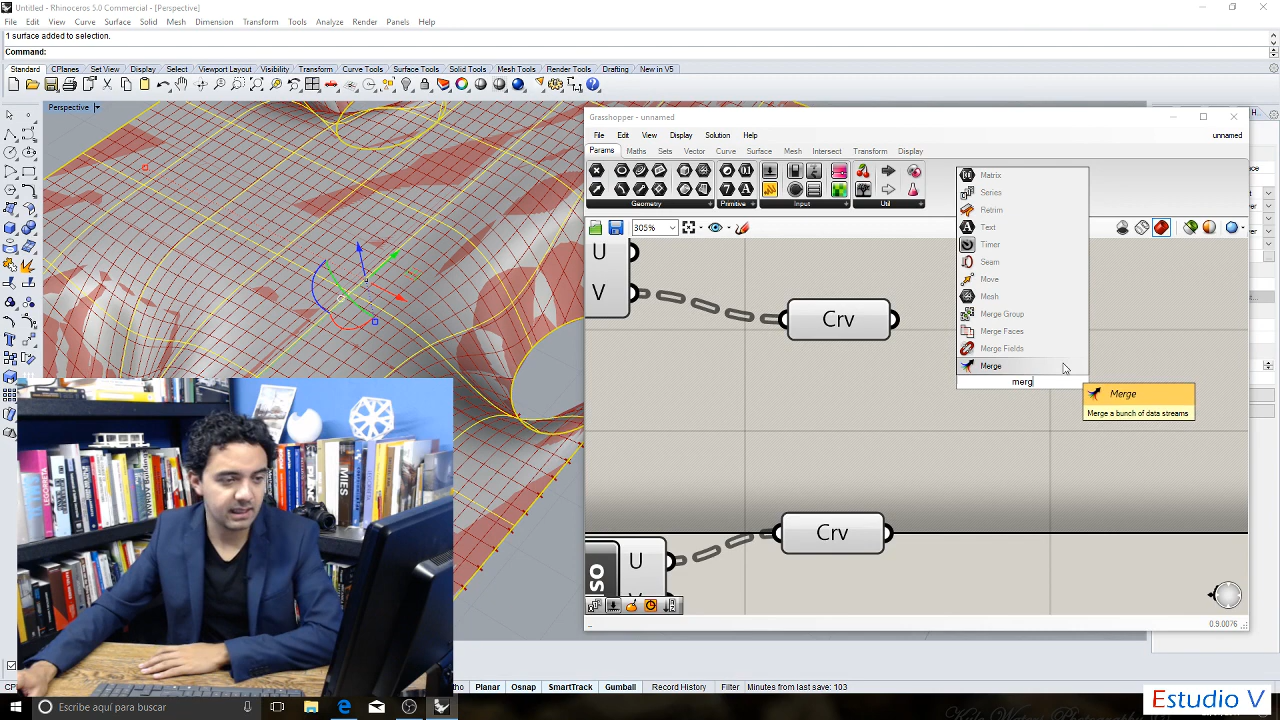 Untitled - Rhinoceros 5.0 Commercial - [Perspective]
File Edit View Curve Surface Solid Mesh Dimension Transform Tools Analyze Render Panels Help
1 surface added to selection.
Command:
Standard CPlanes Set View Display Select Viewport Layout Visibility Transform Curve Tools Surface Tools Solid Tools Mesh Tools Render Tools Drafting New in V5
Perspective
Grasshopper - unnamed
File Edit View Display Solution Help unnamed
Params Maths Sets Vector Curve Surface Mesh Intersect Transform Display
Geometry Primitive Input Util
305%
Matrix
Series
Retrim
Text
Timer
Seam
Move
Mesh
Merge Group
Merge Faces
Merge Fields
Merge
merg
Merge
Merge a bunch of data streams
U
V
Crv
Crv
U
ISO
0.9.0076
MIES
Planar Osnap SmartTrack Gumball Record History Filter Minutes from last save: 103
Escribe aquí para buscar
Estudio V